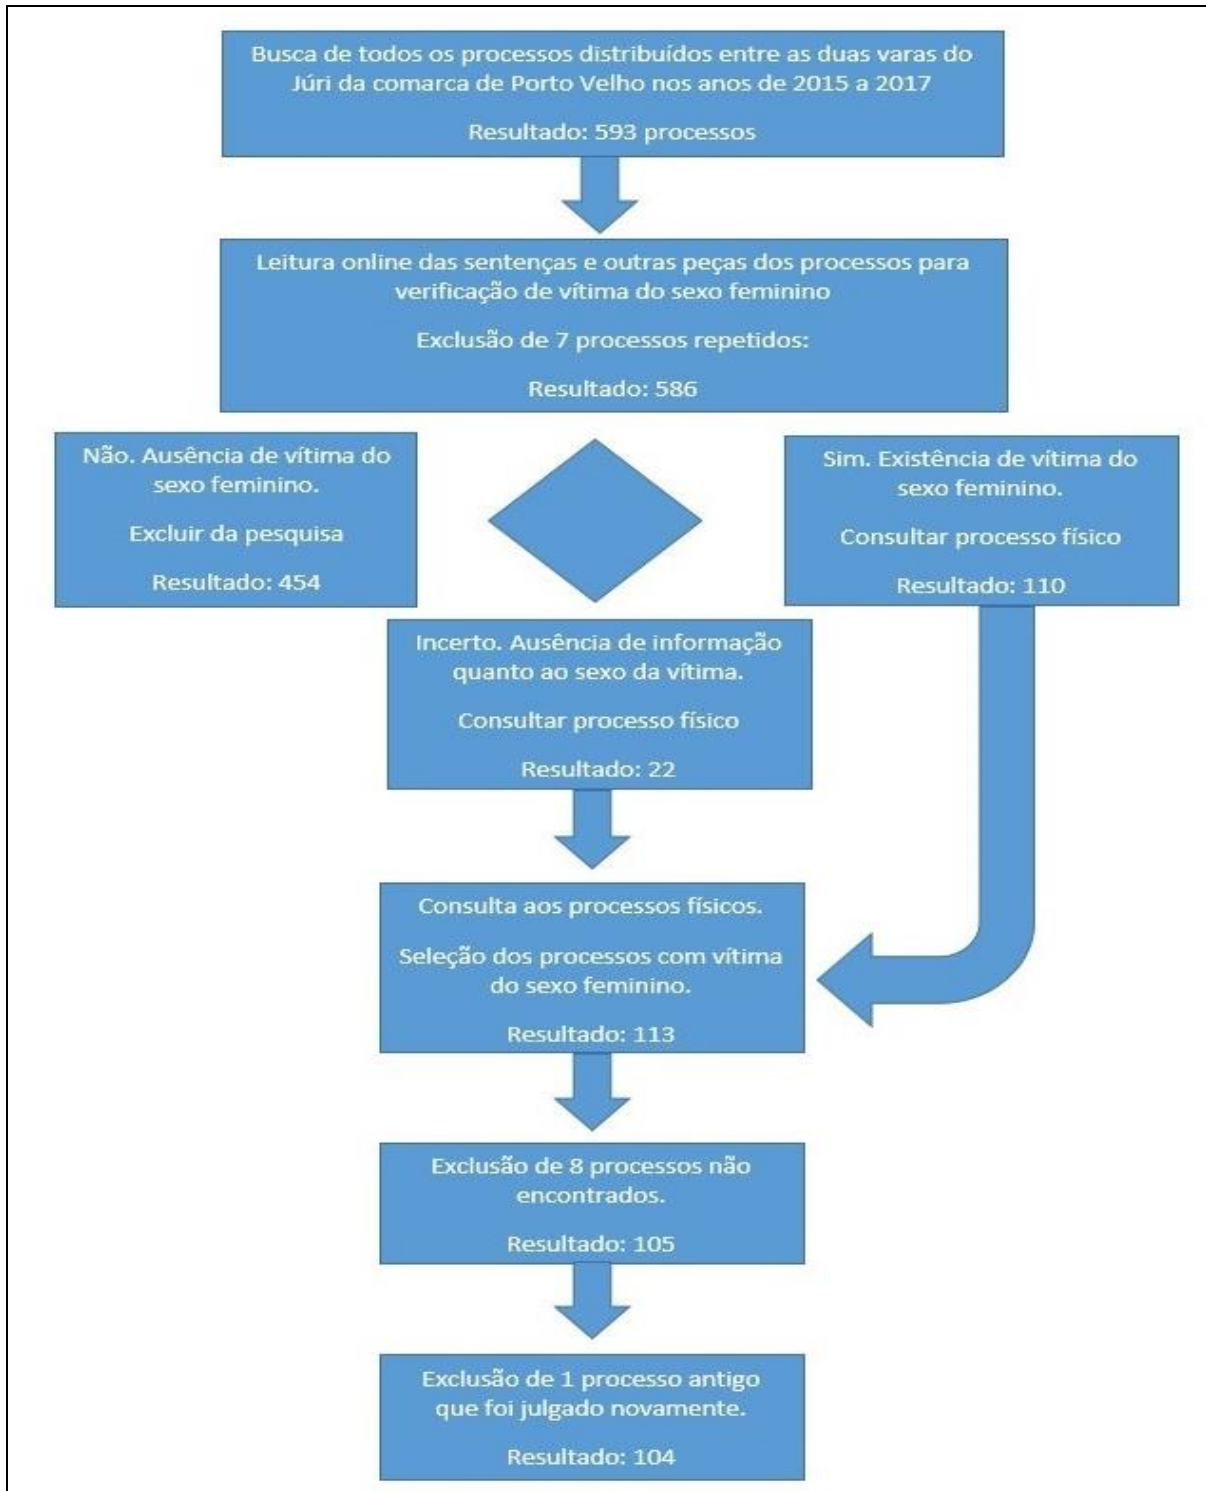 Busca de todos os processos distribuídos entre as duas varas do
Júri da comarca de Porto Velho nos anos de 2015 a 2017
Resultado: 593 processos
Leitura online das sentenças e outras peças dos processos para
verificação de vítima do sexo feminino
Exclusão de 7 processos repetidos:
Resultado: 586
Não. Ausência de vítima do
sexo feminino.
Excluir da pesquisa
Resultado: 454
Sim. Existência de vítima do
sexo feminino.
Consultar processo físico
Resultado: 110
Incerto. Ausência de informação
quanto ao sexo da vítima.
Consultar processo físico
Resultado: 22
Consulta aos processos físicos.
Seleção dos processos com vítima
do sexo feminino.
Resultado: 113
Exclusão de 8 processos não
encontrados.
Resultado: 105
Exclusão de 1 processo antigo
que foi julgado novamente.
Resultado: 104